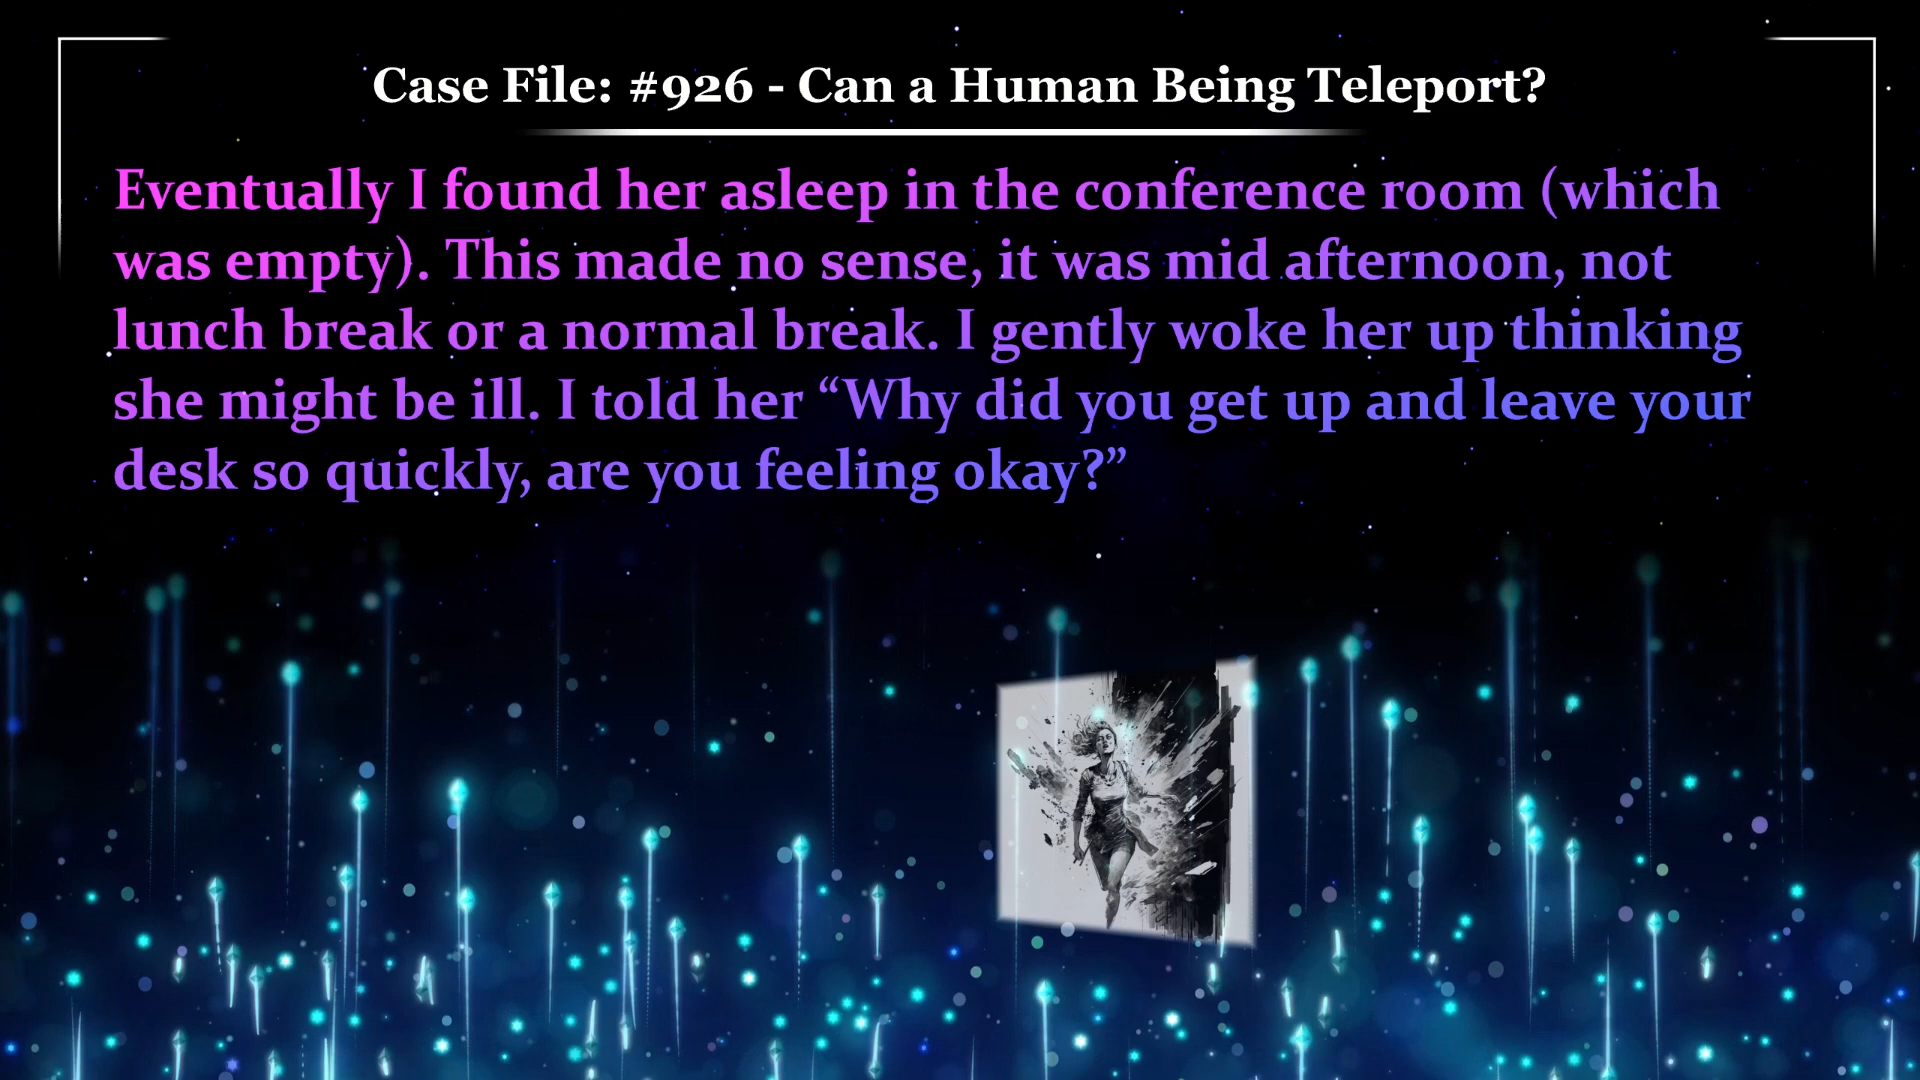 Case File: #926 - Can a Human Being Teleport?
Eventually I found her asleep in the conference room (which
was empty). This made no sense, it was mid afternoon, not
lunch break or a normal break. I gently woke her up thinking
she might be ill. I told her “Why did you get up and leave your
desk so quickly, are you feeling okay?”